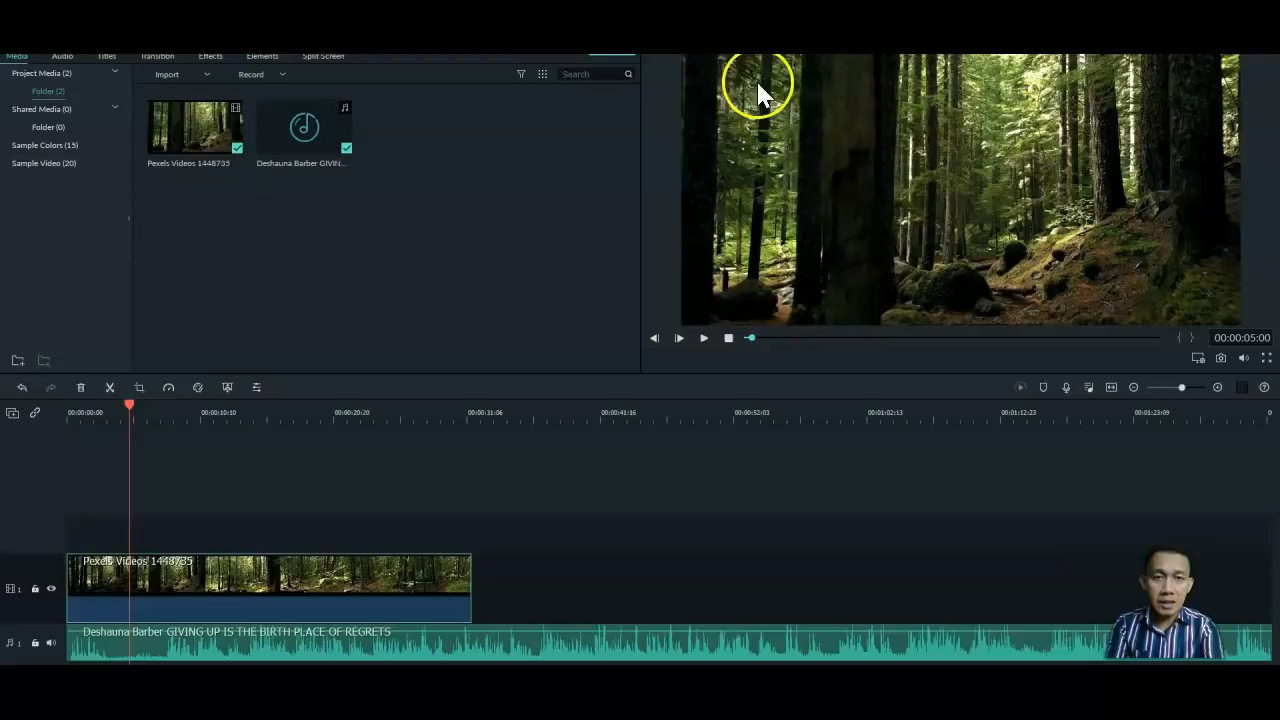 Media Audio Titles Transition Effects Elements Split Screen
Project Media (2)
Import Record Search
Folder (2)
Shared Media (0)
Folder (0)
Sample Colors (15)
Sample Video (20)
Pexels Videos 1448735 Deshauna Barber GIVIN...
00:00:05:00
00:00:00:00 00:00:10:10 00:00:20:20 00:00:31:06 00:00:41:16 00:00:52:03 00:01:02:13 00:01:12:23 00:01:23:09 0
Pexels Videos 1448735
1
Deshauna Barber GIVING UP IS THE BIRTH PLACE OF REGRETS
1